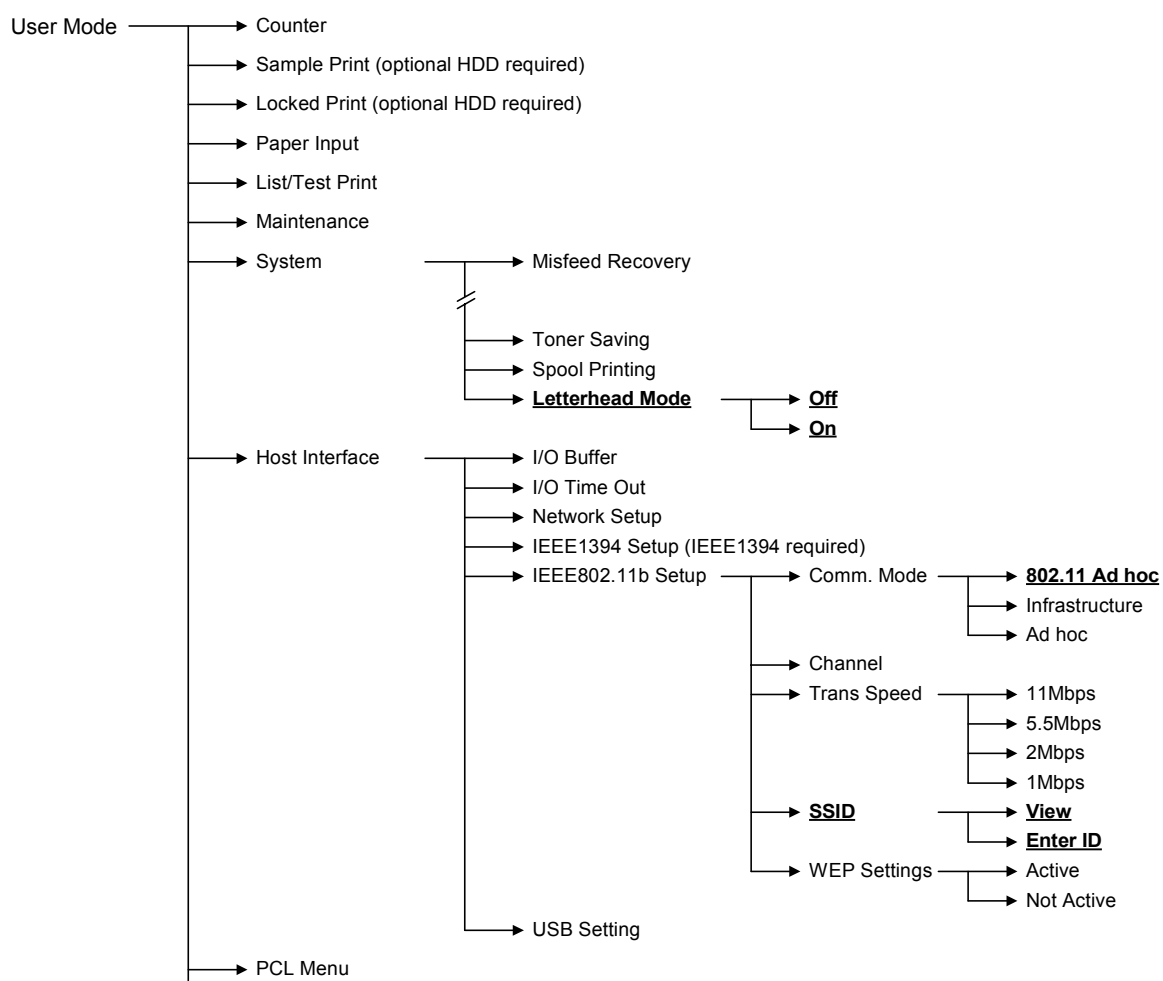 User Mode
Counter
Sample Print (optional HDD required)
Locked Print (optional HDD required)
Paper Input
List/Test Print
Maintenance
System
Misfeed Recovery
Toner Saving
Spool Printing
Letterhead Mode
Off
On
Host Interface
I/O Buffer
I/O Time Out
Network Setup
IEEE1394 Setup (IEEE1394 required)
IEEE802.11b Setup
Comm. Mode
802.11 Ad hoc
Infrastructure
Ad hoc
Channel
Trans Speed
11Mbps
5.5Mbps
2Mbps
1Mbps
SSID
View
Enter ID
WEP Settings
Active
Not Active
USB Setting
PCL Menu